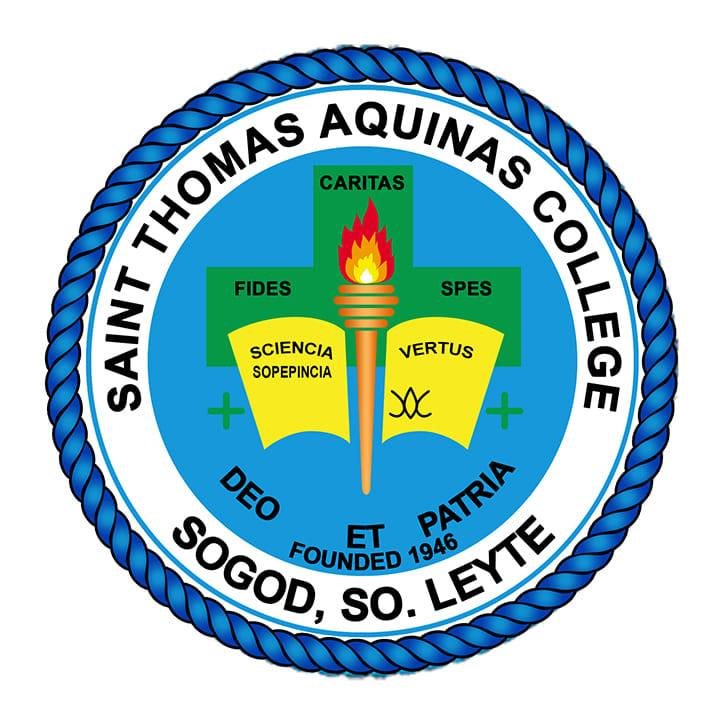 SAINT THOMAS AQUINAS COLLEGE
CARITAS
FIDES
SPES
SCIENCIA
SOPEPINCIA
VERTUS
DEO ET PATRIA
FOUNDED 1946
SOGOD, SO. LEYTE